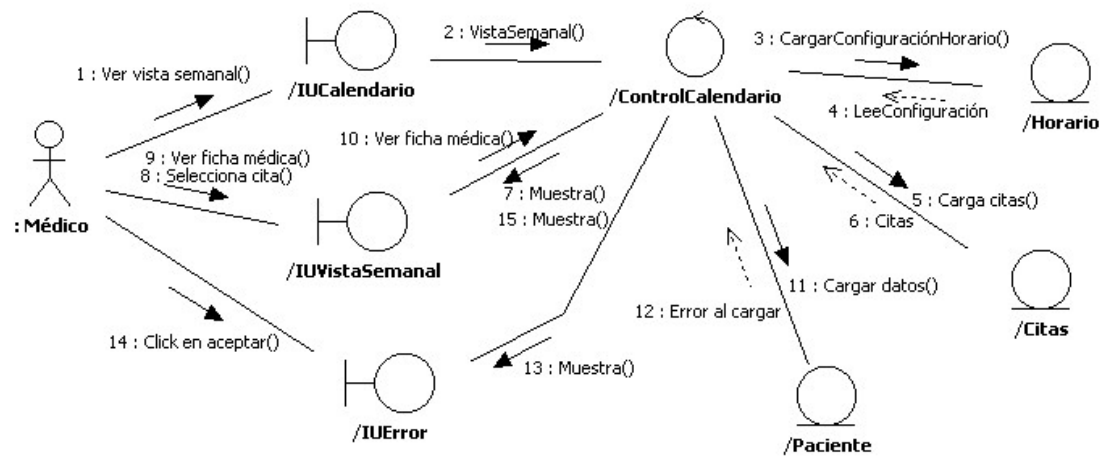 2 : VistaSemanal()
3 : CargarConfiguraciónHorario()
1 : Ver vista semanal()
/IUCalendario
/ControlCalendario
4 : LeeConfiguración
/Horario
10 : Ver ficha médica()
9 : Ver ficha médica()
8 : Selecciona cita()
7 : Muestra()
15 : Muestra()
5 : Carga citas()
6 : Citas
: Médico
/IUVistaSemanal
11 : Cargar datos()
12 : Error al cargar
/Citas
14 : Click en aceptar()
13 : Muestra()
/IUError
/Paciente